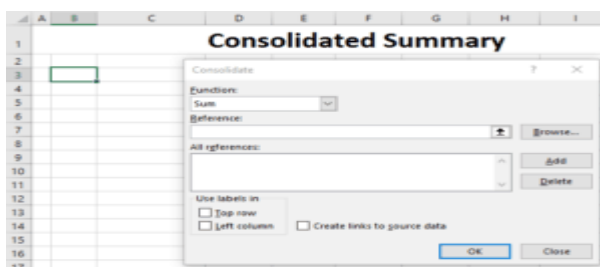 A B C D E F G H I
1 Consolidated Summary
2
3 Consolidate ? ×
4 Function:
5 Sum
6 Reference:
7 Browse...
8 All references:
9 Add
10
11 Delete
12 Use labels in
13 Top row
14 Left column Create links to source data
15
16 OK Close
17